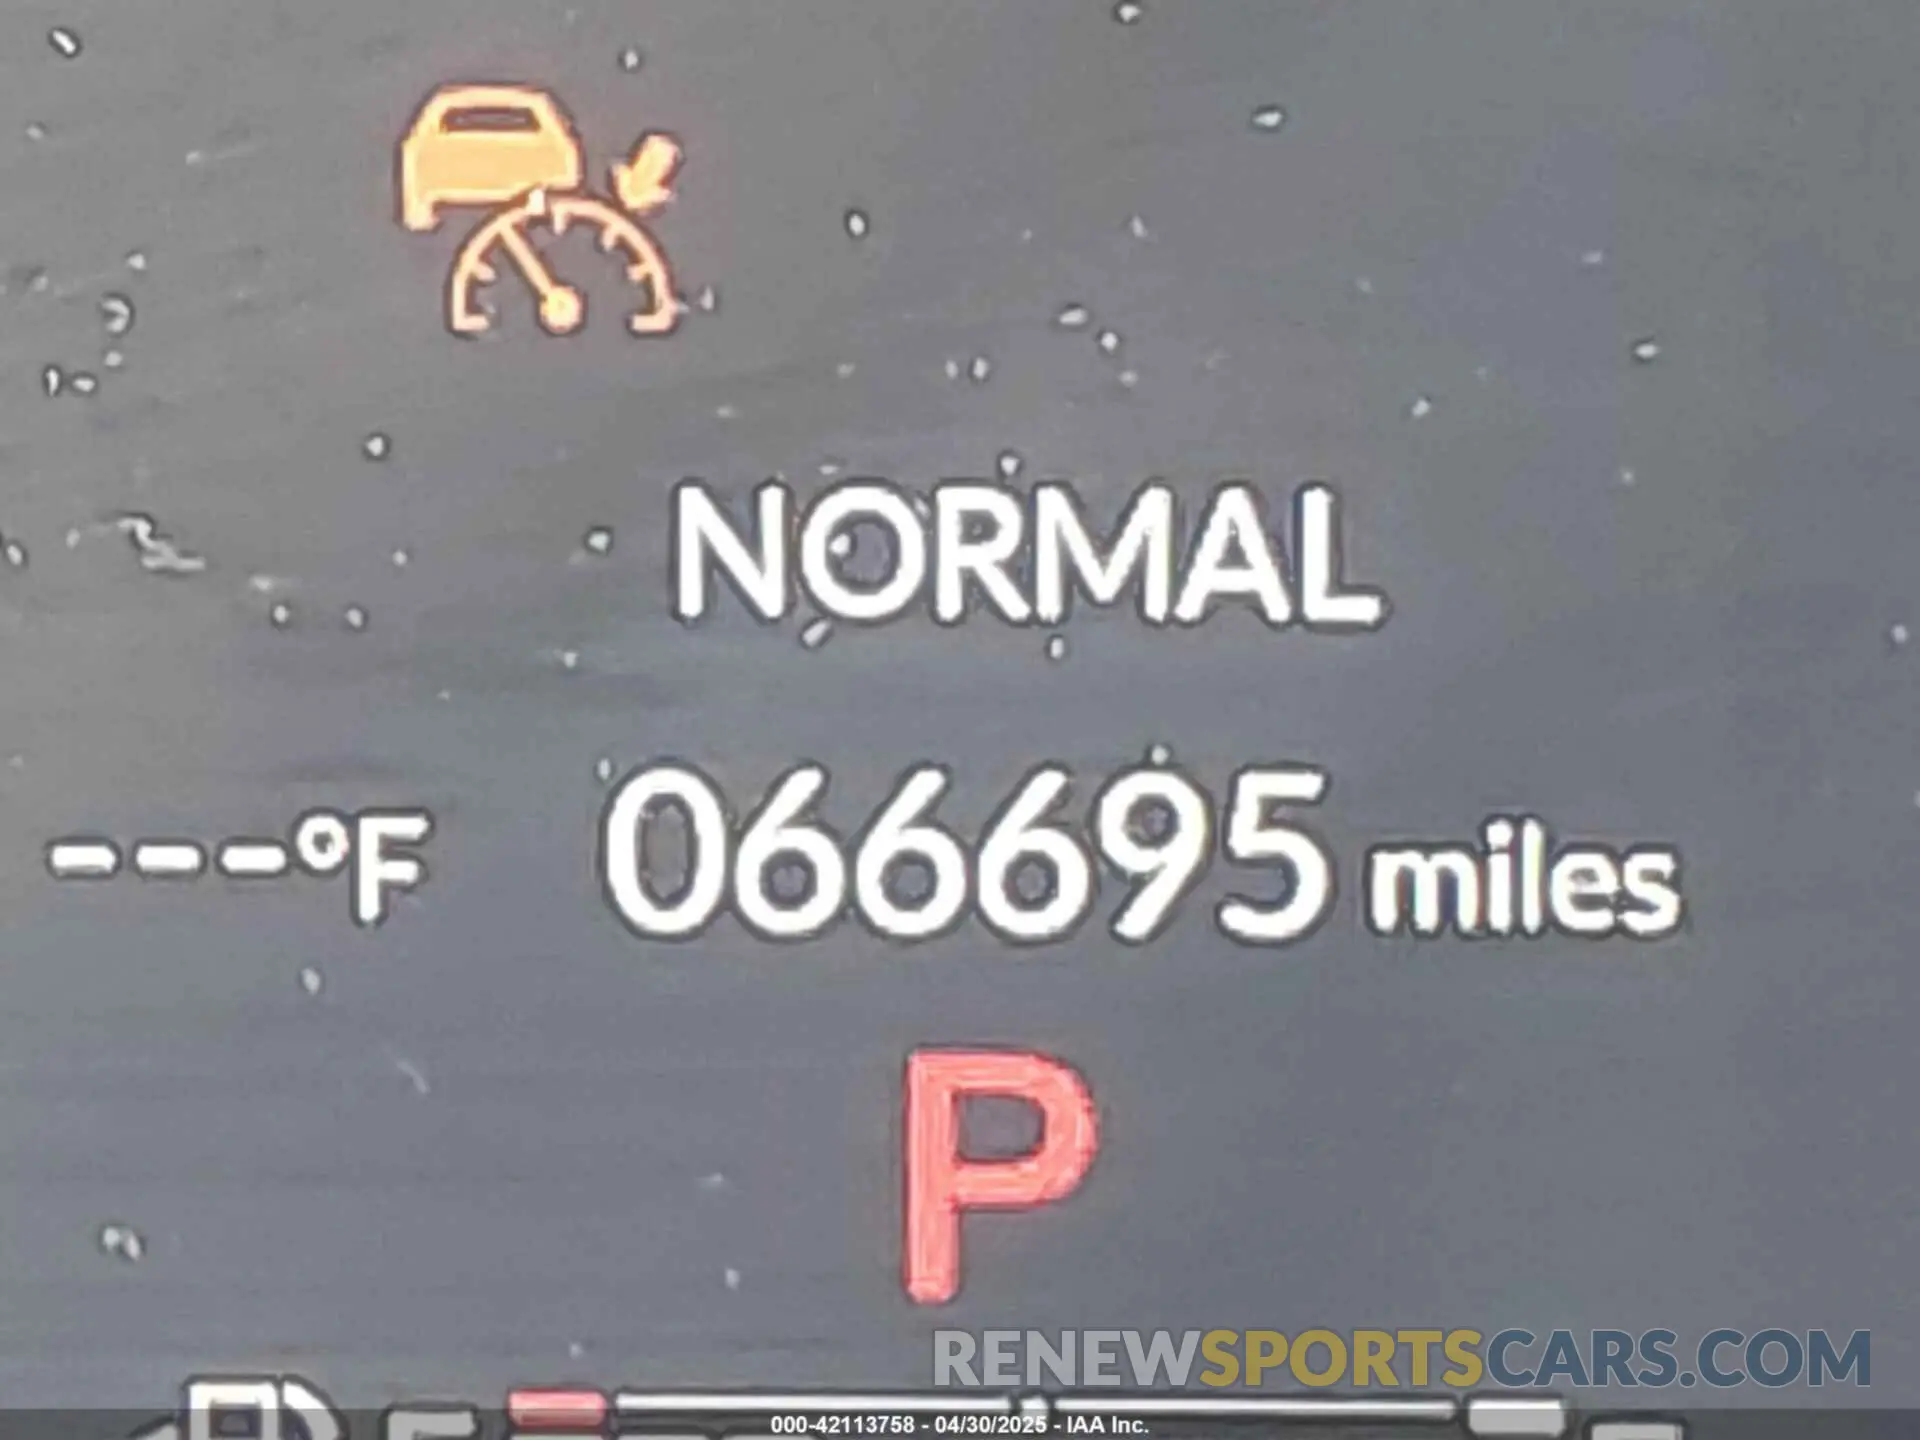 NORMAL
---°F 066695 miles
P
RENEWSPORTSCARS.COM
000-42113758 - 04/30/2025 - IAA Inc.